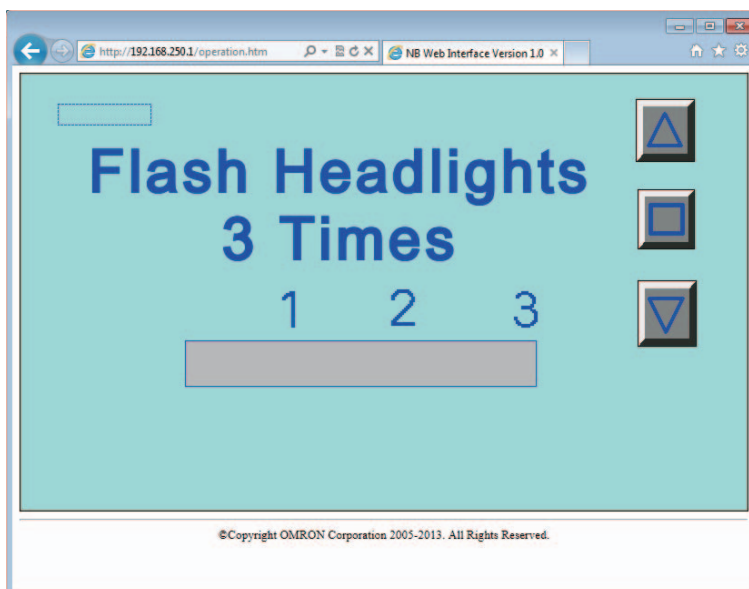 http://192.168.250.1/operation.htm
NB Web Interface Version 1.0
Flash Headlights
3 Times
1 2 3
©Copyright OMRON Corporation 2005-2013. All Rights Reserved.